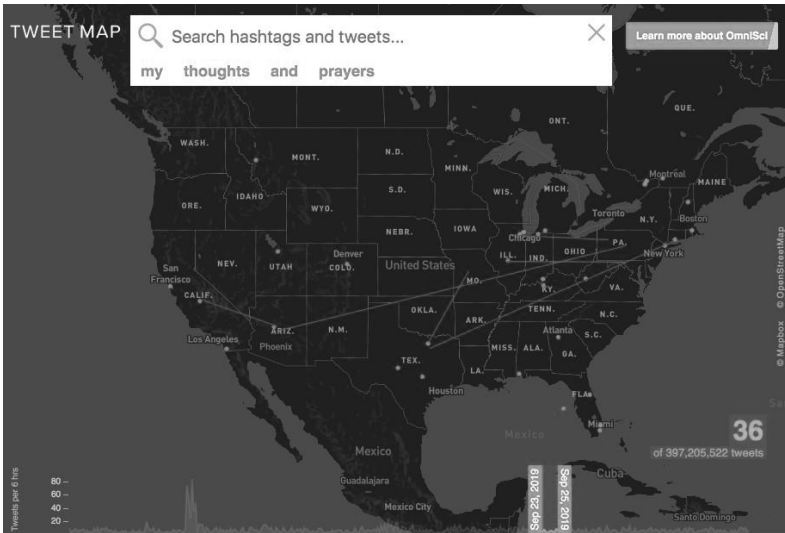 TWEET MAP
Search hashtags and tweets...
my thoughts and prayers
Learn more about OmniSci
ONT.
QUE.
WASH.
MONT.
N.D.
MINN.
Montréal
MAINE
ORE.
IDAHO
S.D.
WIS.
MICH.
WYO.
Toronto
N.Y.
Boston
NEBR.
IOWA
Chicago
PA.
New York
San Francisco
NEV.
UTAH
Denver
COLO.
United States
ILL.
IND.
OHIO
MO.
KY.
VA.
CALIF.
ARIZ.
N.M.
OKLA.
ARK.
TENN.
N.C.
Los Angeles
Phoenix
MISS.
ALA.
Atlanta
GA.
S.C.
TEX.
LA.
Houston
FLA.
Miami
Mexico
Mexico
Guadalajara
Mexico City
Cuba
Santo Domingo
Sa
36
of 397,205,522 tweets
© Mapbox © OpenStreetMap
Tweets per 6 hrs
80
60
40
20
Sep 23, 2019
Sep 25, 2019